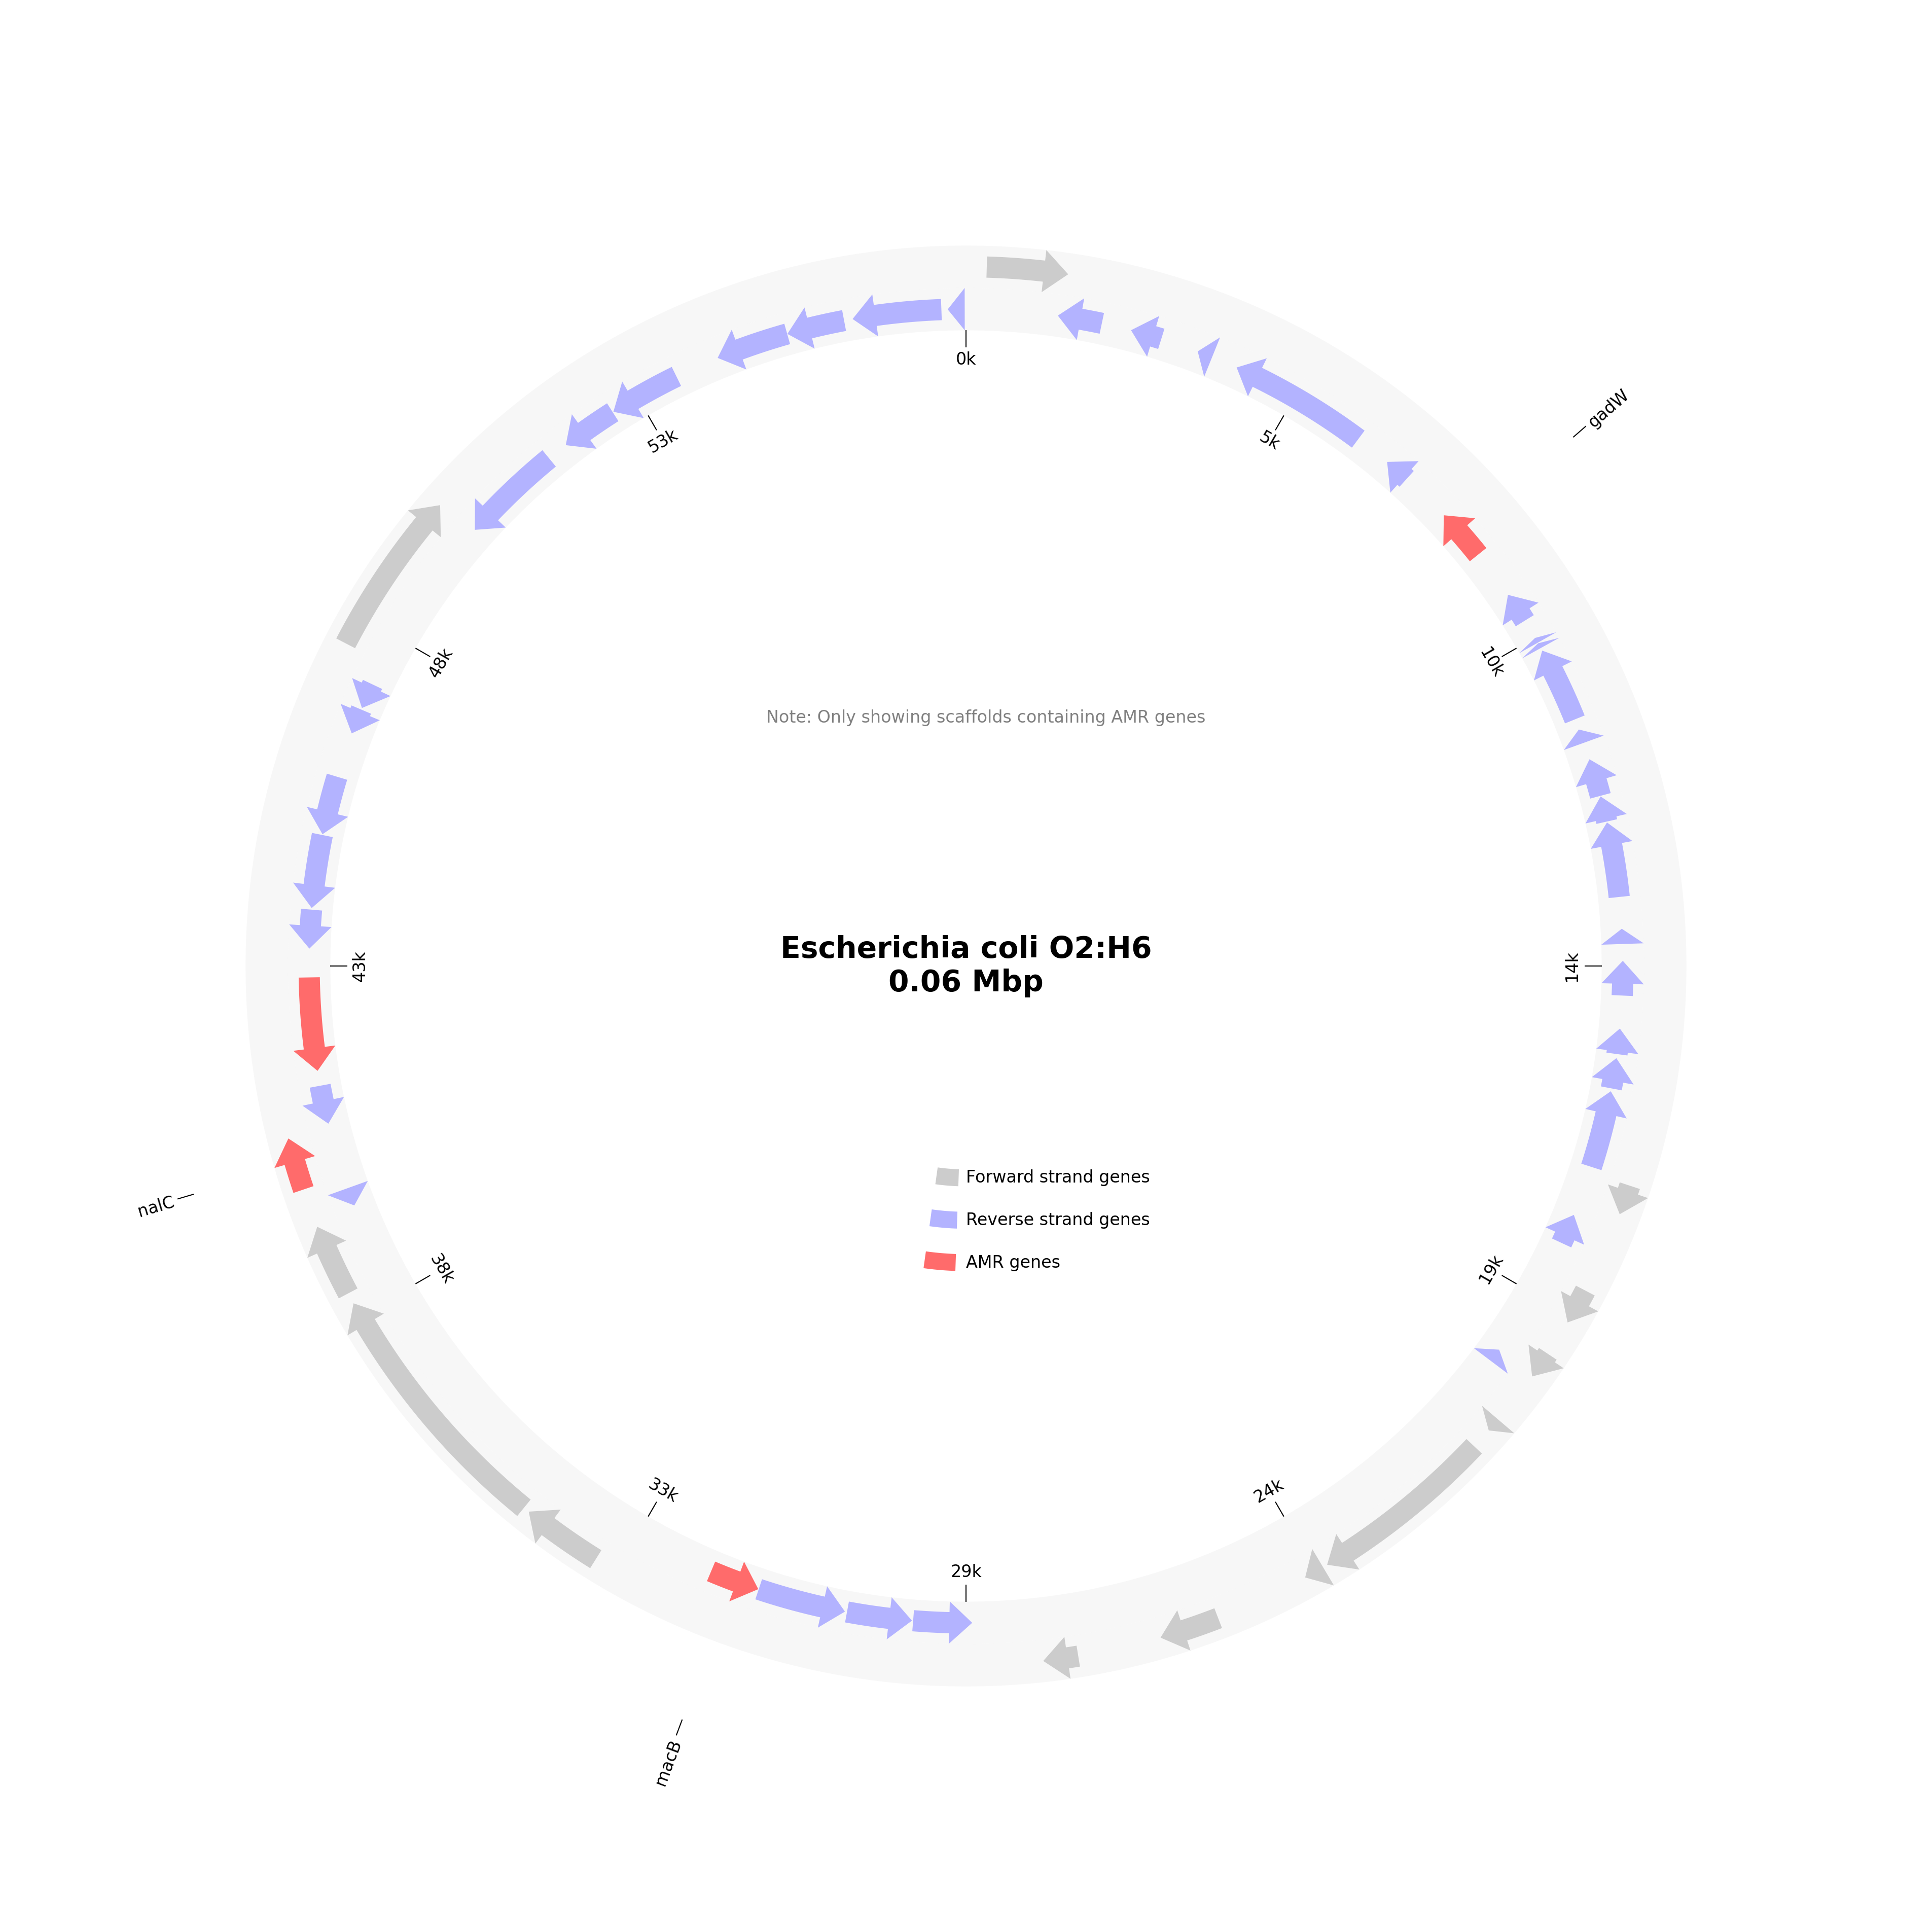 gadW
0k
53k
5k
48k
10k
Note: Only showing scaffolds containing AMR genes
Escherichia coli O2:H6
0.06 Mbp
43k
14k
Forward strand genes
nalC
Reverse strand genes
38k
19k
AMR genes
33k
24k
29k
macB